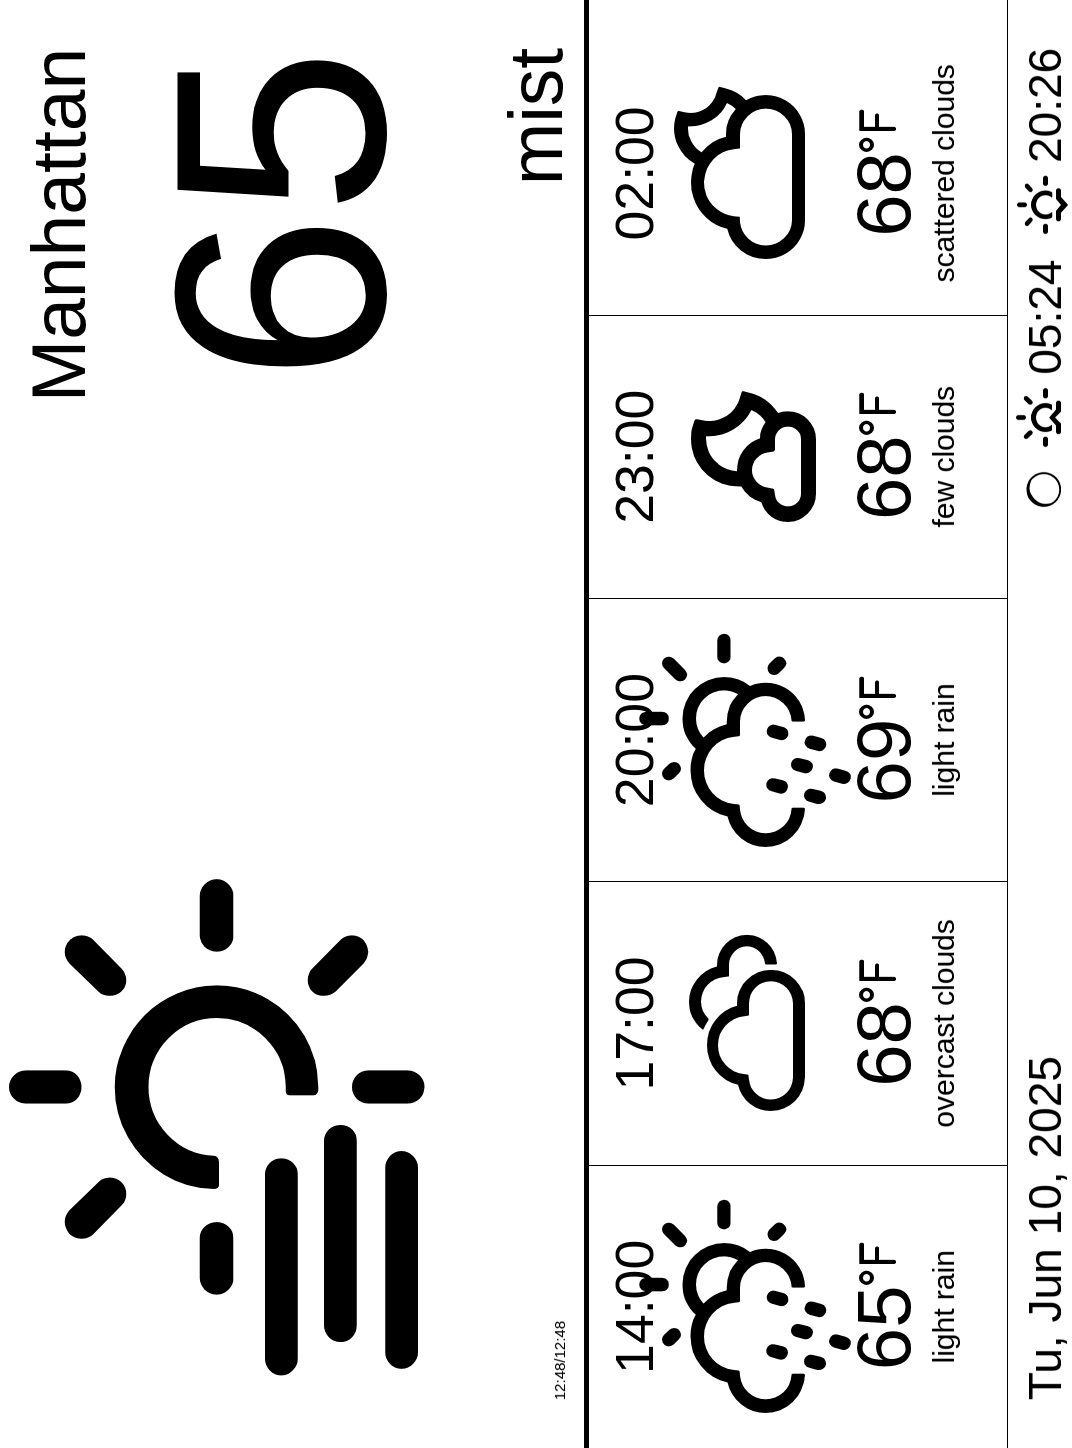 Manhattan
65
12:48/12:48
mist
14:00
65°F
light rain
17:00
68°F
overcast clouds
20:00
69°F
light rain
23:00
68°F
few clouds
02:00
68°F
scattered clouds
Tu, Jun 10, 2025
05:24
20:26